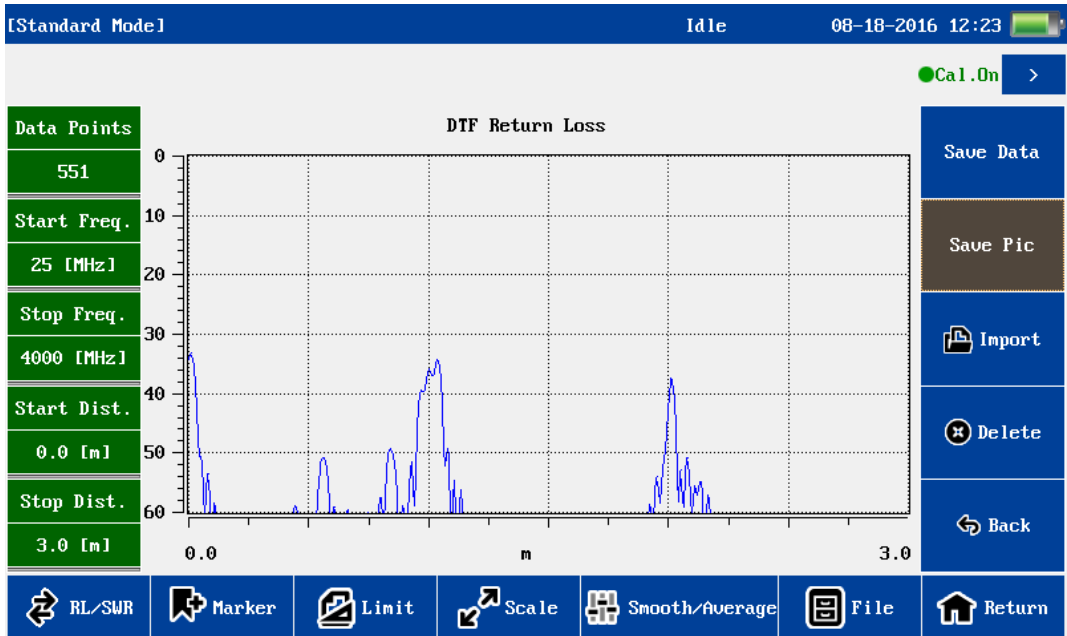 [Standard Mode] Idle 08-18-2016 12:23
Cal.On >
Data Points
551
Start Freq.
25 [MHz]
Stop Freq.
4000 [MHz]
Start Dist.
0.0 [m]
Stop Dist.
3.0 [m]
DTF Return Loss
0
10
20
30
40
50
60
0.0 m 3.0
Save Data
Save Pic
Import
Delete
Back
RL/SWR Marker Limit Scale Smooth/Average File Return